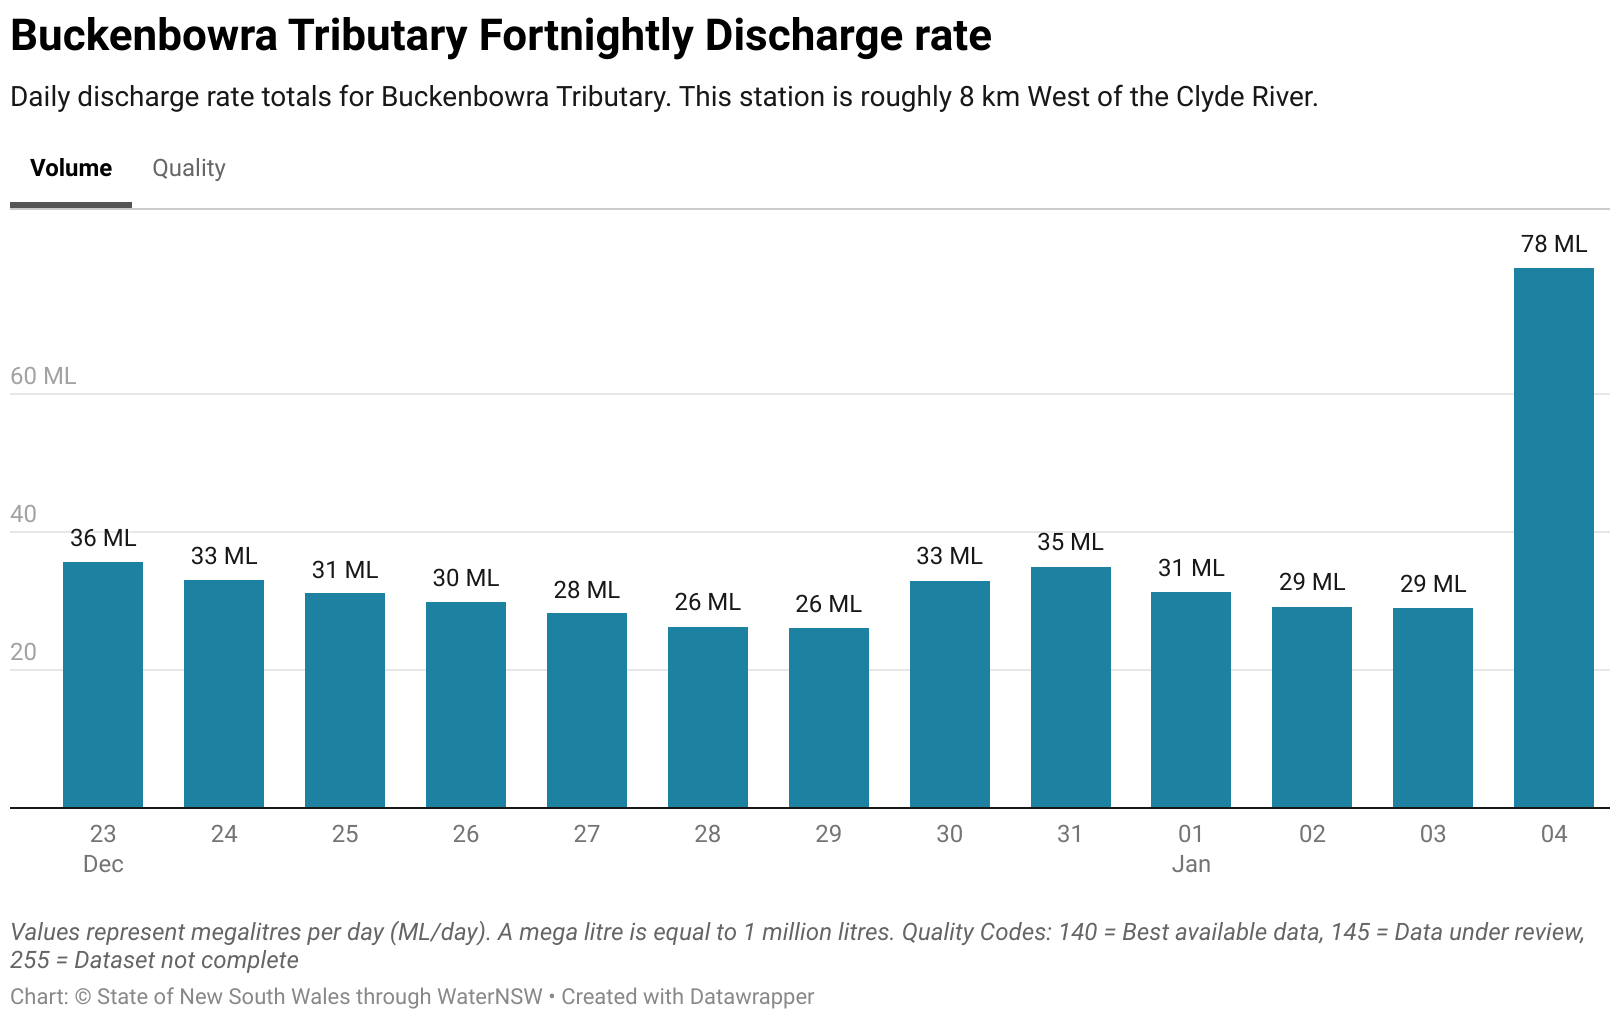 Buckenbowra Tributary Fortnightly Discharge rate
Daily discharge rate totals for Buckenbowra Tributary. This station is roughly 8 km West of the Clyde River.
Volume Quality
78 ML
60 ML
40
36 ML 33 ML 31 ML 30 ML 28 ML 26 ML 26 ML 33 ML 35 ML 31 ML 29 ML 29 ML
20
23 24 25 26 27 28 29 30 31 01 02 03 04
Dec Jan
Values represent megalitres per day (ML/day). A mega litre is equal to 1 million litres. Quality Codes: 140 = Best available data, 145 = Data under review,
255 = Dataset not complete
Chart: © State of New South Wales through WaterNSW • Created with Datawrapper